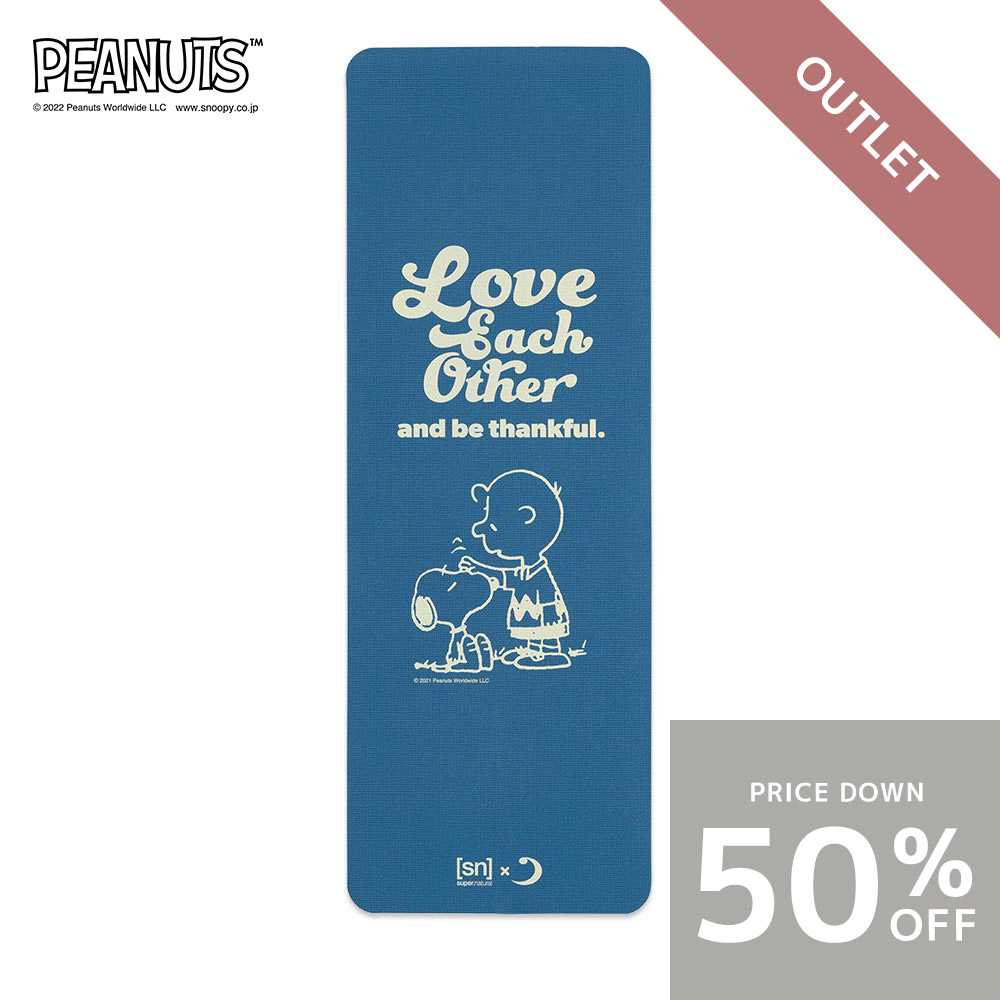 PEANUTS™
© 2022 Peanuts Worldwide LLC www.snoopy.co.jp
OUTLET
Love
Each
Other
and be thankful.
© 2021 Peanuts Worldwide LLC
[sn] ×
super.natural
PRICE DOWN
50%
OFF